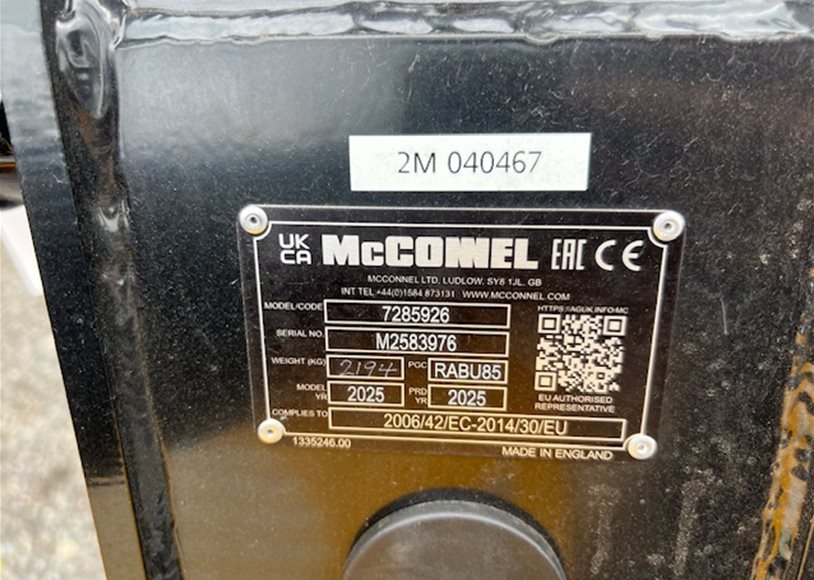 2M 040467
UK CA McCONNEL EAC CE
MCCONNEL LTD. LUDLOW. SY8 1JL. GB
INT TEL +44(0)1584 873131 WWW.MCCONNEL.COM
MODEL/CODE 7285926
HTTPS://AGUK.INFO/MC
SERIAL NO. M2583976
WEIGHT (KG) 2194 PGC RABU85
MODEL YR 2025 PRD YR 2025
EU AUTHORISED
REPRESENTATIVE
COMPLIES TO 2006/42/EC-2014/30/EU
1335246.00
MADE IN ENGLAND